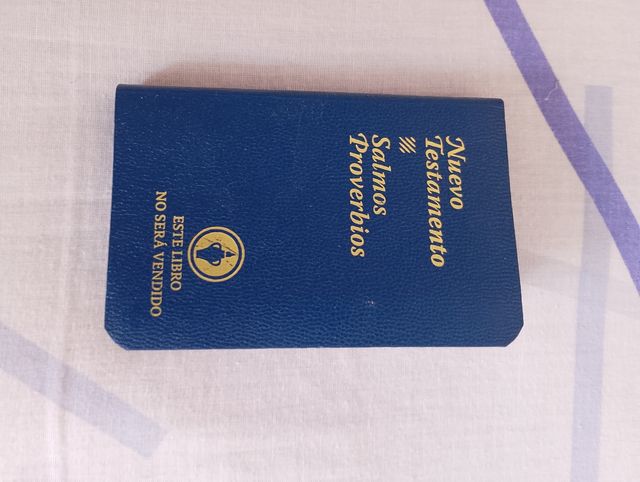 Nuevo
Testamento
Salmos
Proverbios
ESTE LIBRO
NO SERÁ VENDIDO